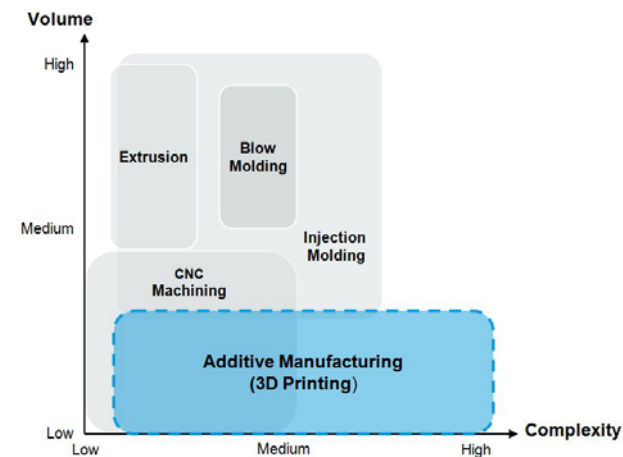 Volume
High
Extrusion
Blow
Molding
Medium
Injection
Molding
CNC
Machining
Additive Manufacturing
(3D Printing)
Low
Complexity
Low
Medium
High